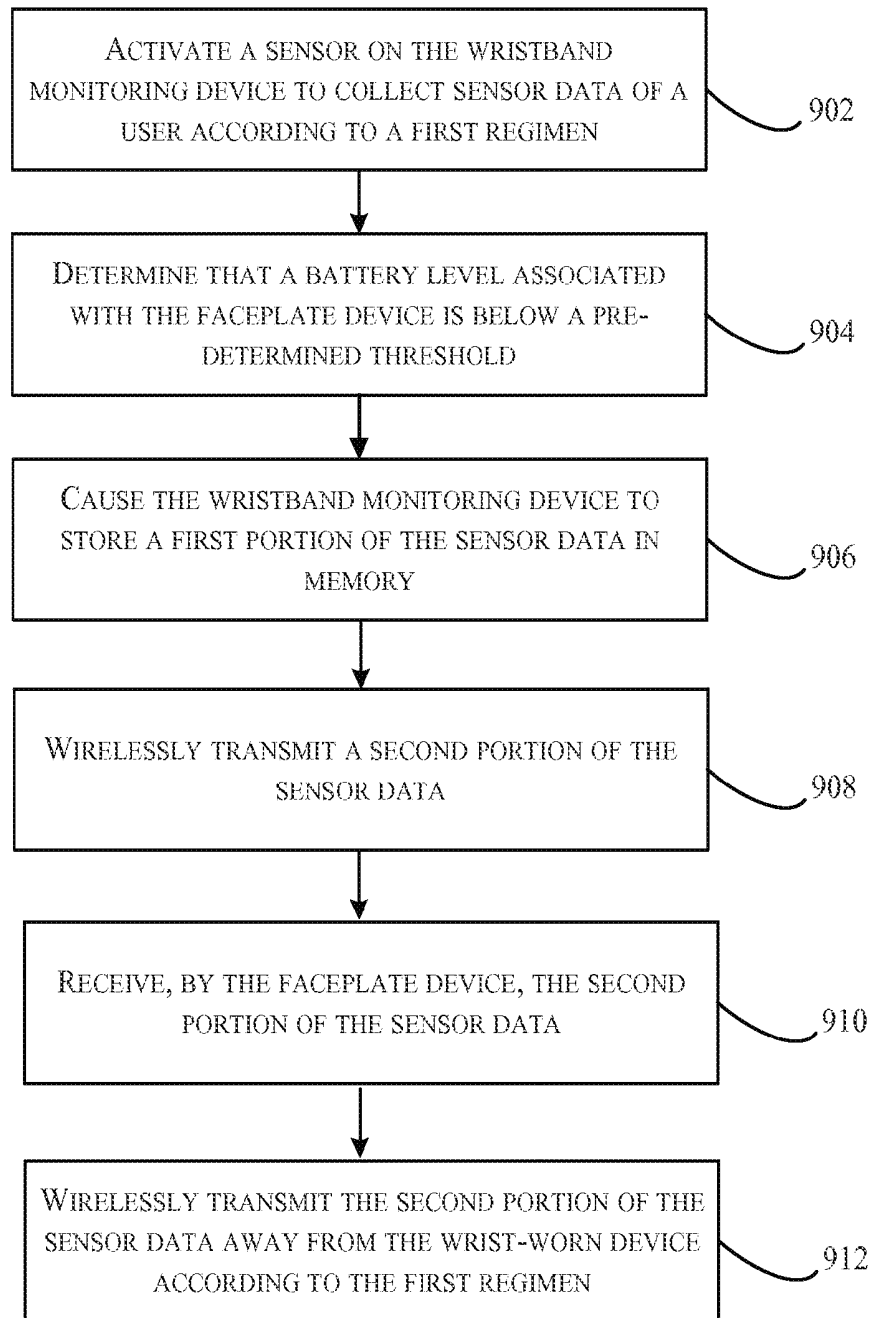 ACTIVATE A SENSOR ON THE WRISTBAND
MONITORING DEVICE TO COLLECT SENSOR DATA OF A
USER ACCORDING TO A FIRST REGIMEN
902
DETERMINE THAT A BATTERY LEVEL ASSOCIATED
WITH THE FACEPLATE DEVICE IS BELOW A PRE-
DETERMINED THRESHOLD
904
CAUSE THE WRISTBAND MONITORING DEVICE TO
STORE A FIRST PORTION OF THE SENSOR DATA IN
MEMORY
906
WIRELESSLY TRANSMIT A SECOND PORTION OF THE
SENSOR DATA
908
RECEIVE, BY THE FACEPLATE DEVICE, THE SECOND
PORTION OF THE SENSOR DATA
910
WIRELESSLY TRANSMIT THE SECOND PORTION OF THE
SENSOR DATA AWAY FROM THE WRIST-WORN DEVICE
ACCORDING TO THE FIRST REGIMEN
912